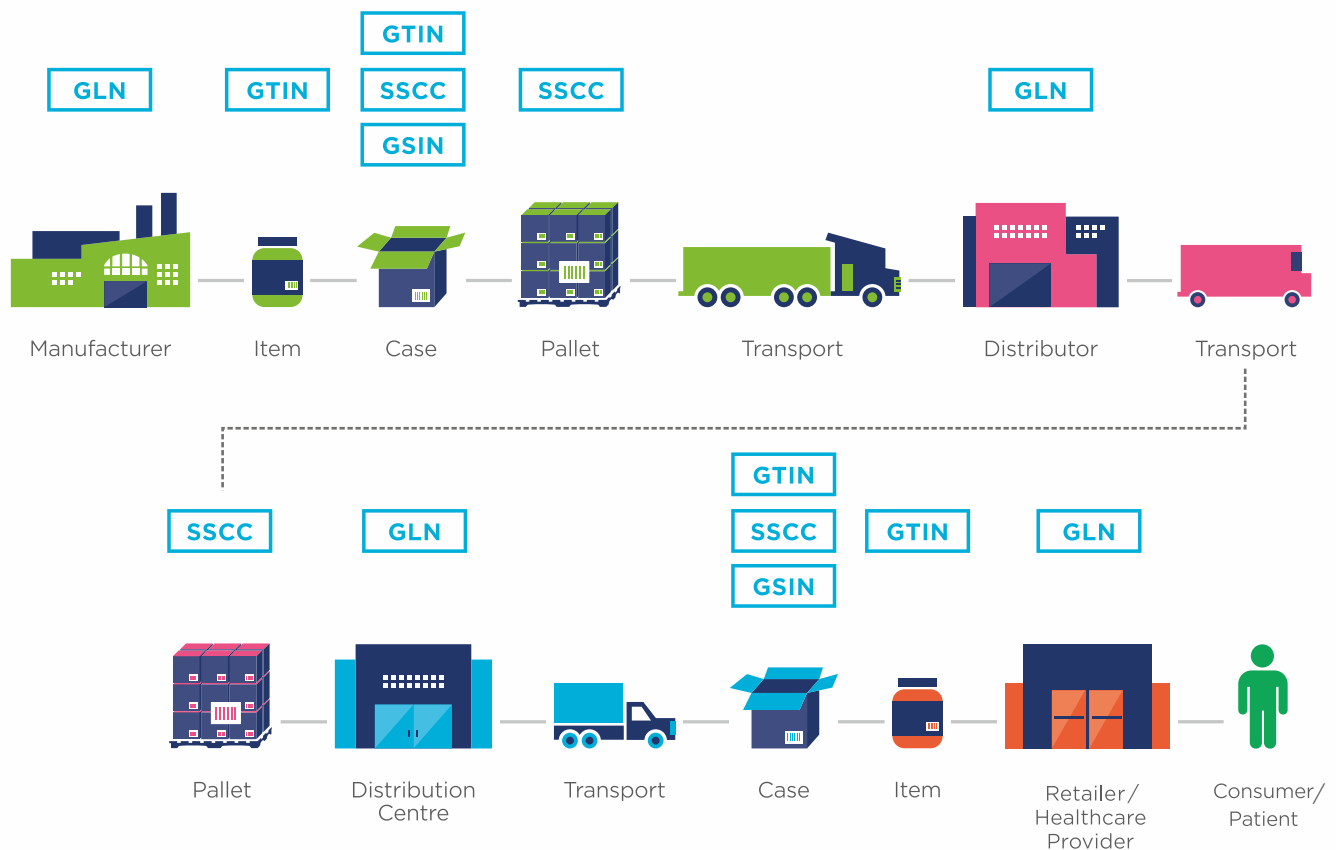 GTIN
GLN
GTIN
SSCC
SSCC
GLN
GSIN
Manufacturer
Item
Case
Pallet
Transport
Distributor
Transport
GTIN
SSCC
GLN
SSCC
GTIN
GLN
GSIN
Pallet
Distribution
Centre
Transport
Case
Item
Retailer/
Healthcare
Provider
Consumer/
Patient